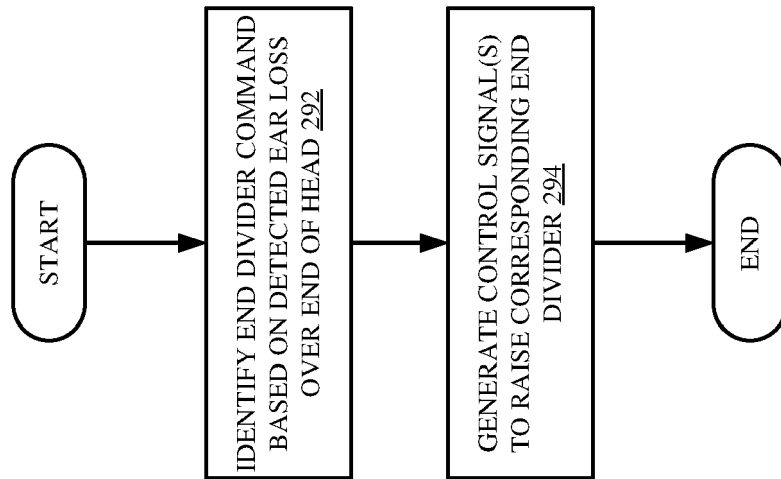 START
IDENTIFY END DIVIDER COMMAND
BASED ON DETECTED EAR LOSS
OVER END OF HEAD 292
GENERATE CONTROL SIGNAL(S)
TO RAISE CORRESPONDING END
DIVIDER 294
END